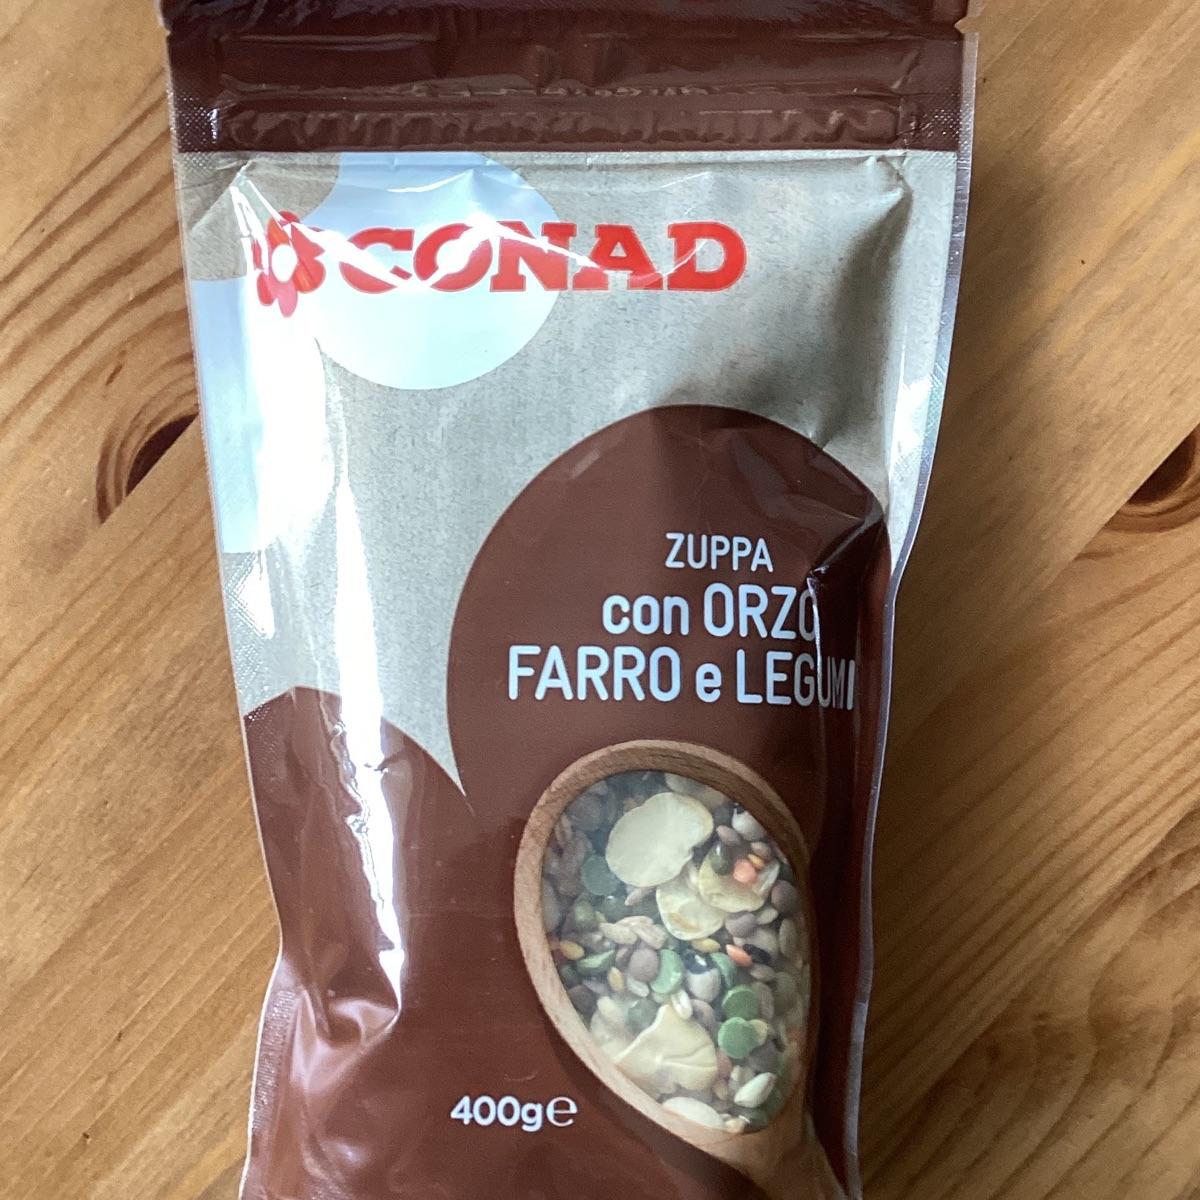 CONAD
ZUPPA
con ORZO
FARRO e LEGUMI
400g℮